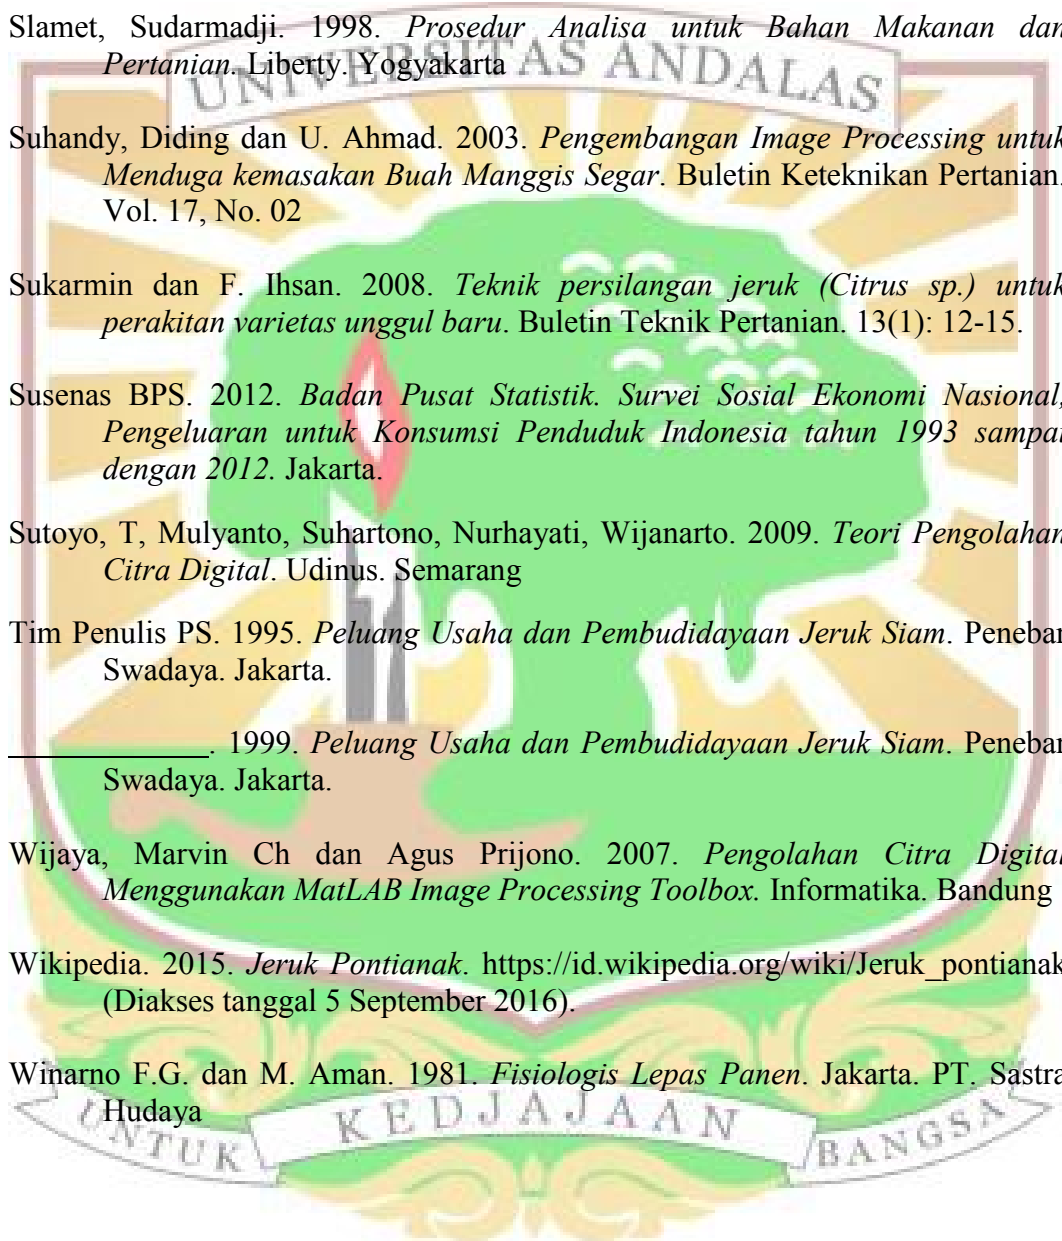 Slamet, Sudarmadji. 1998. Prosedur Analisa untuk Bahan Makanan dan
Pertanian. Liberty. Yogyakarta
UNIVERSITAS ANDALAS
Suhandy, Diding dan U. Ahmad. 2003. Pengembangan Image Processing untuk
Menduga kemasakan Buah Manggis Segar. Buletin Keteknikan Pertanian.
Vol. 17, No. 02
Sukarmin dan F. Ihsan. 2008. Teknik persilangan jeruk (Citrus sp.) untuk
perakitan varietas unggul baru. Buletin Teknik Pertanian. 13(1): 12-15.
Susenas BPS. 2012. Badan Pusat Statistik. Survei Sosial Ekonomi Nasional,
Pengeluaran untuk Konsumsi Penduduk Indonesia tahun 1993 sampai
dengan 2012. Jakarta.
Sutoyo, T, Mulyanto, Suhartono, Nurhayati, Wijanarto. 2009. Teori Pengolahan
Citra Digital. Udinus. Semarang
Tim Penulis PS. 1995. Peluang Usaha dan Pembudidayaan Jeruk Siam. Penebar
Swadaya. Jakarta.
_____________. 1999. Peluang Usaha dan Pembudidayaan Jeruk Siam. Penebar
Swadaya. Jakarta.
Wijaya, Marvin Ch dan Agus Prijono. 2007. Pengolahan Citra Digital
Menggunakan MatLAB Image Processing Toolbox. Informatika. Bandung
Wikipedia. 2015. Jeruk Pontianak. https://id.wikipedia.org/wiki/Jeruk_pontianak
(Diakses tanggal 5 September 2016).
Winarno F.G. dan M. Aman. 1981. Fisiologis Lepas Panen. Jakarta. PT. Sastra
Hudaya
UNTUK KEDJAJAAN BANGSA